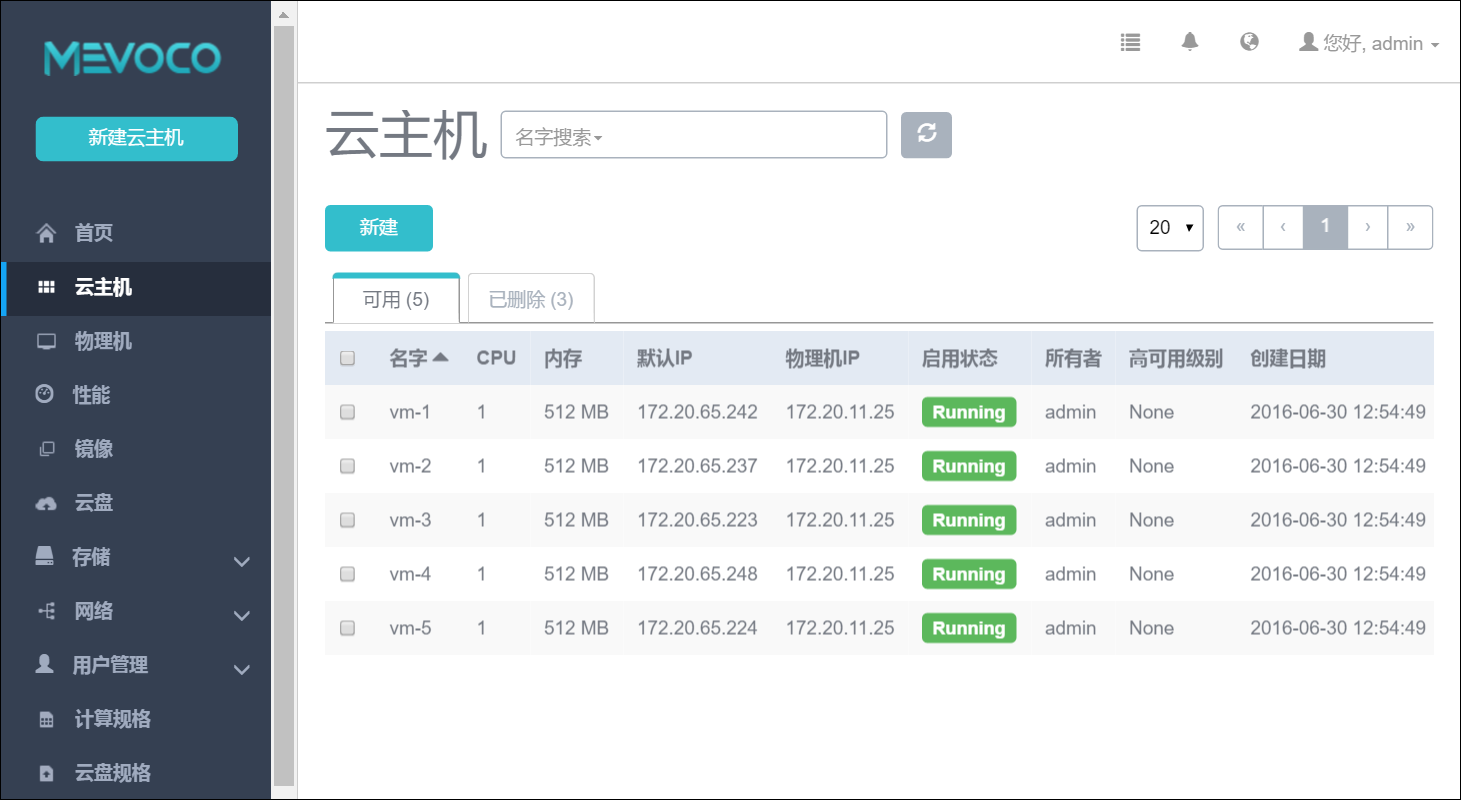 MEVOCO
新建云主机
首页
云主机
物理机
性能
镜像
云盘
存储
网络
用户管理
计算规格
云盘规格
您好, admin
云主机 名字搜索
新建 20 « ‹ 1 › »
可用 (5) 已删除 (3)
名字 CPU 内存 默认IP 物理机IP 启用状态 所有者 高可用级别 创建日期
vm-1 1 512 MB 172.20.65.242 172.20.11.25 Running admin None 2016-06-30 12:54:49
vm-2 1 512 MB 172.20.65.237 172.20.11.25 Running admin None 2016-06-30 12:54:49
vm-3 1 512 MB 172.20.65.223 172.20.11.25 Running admin None 2016-06-30 12:54:49
vm-4 1 512 MB 172.20.65.248 172.20.11.25 Running admin None 2016-06-30 12:54:49
vm-5 1 512 MB 172.20.65.224 172.20.11.25 Running admin None 2016-06-30 12:54:49